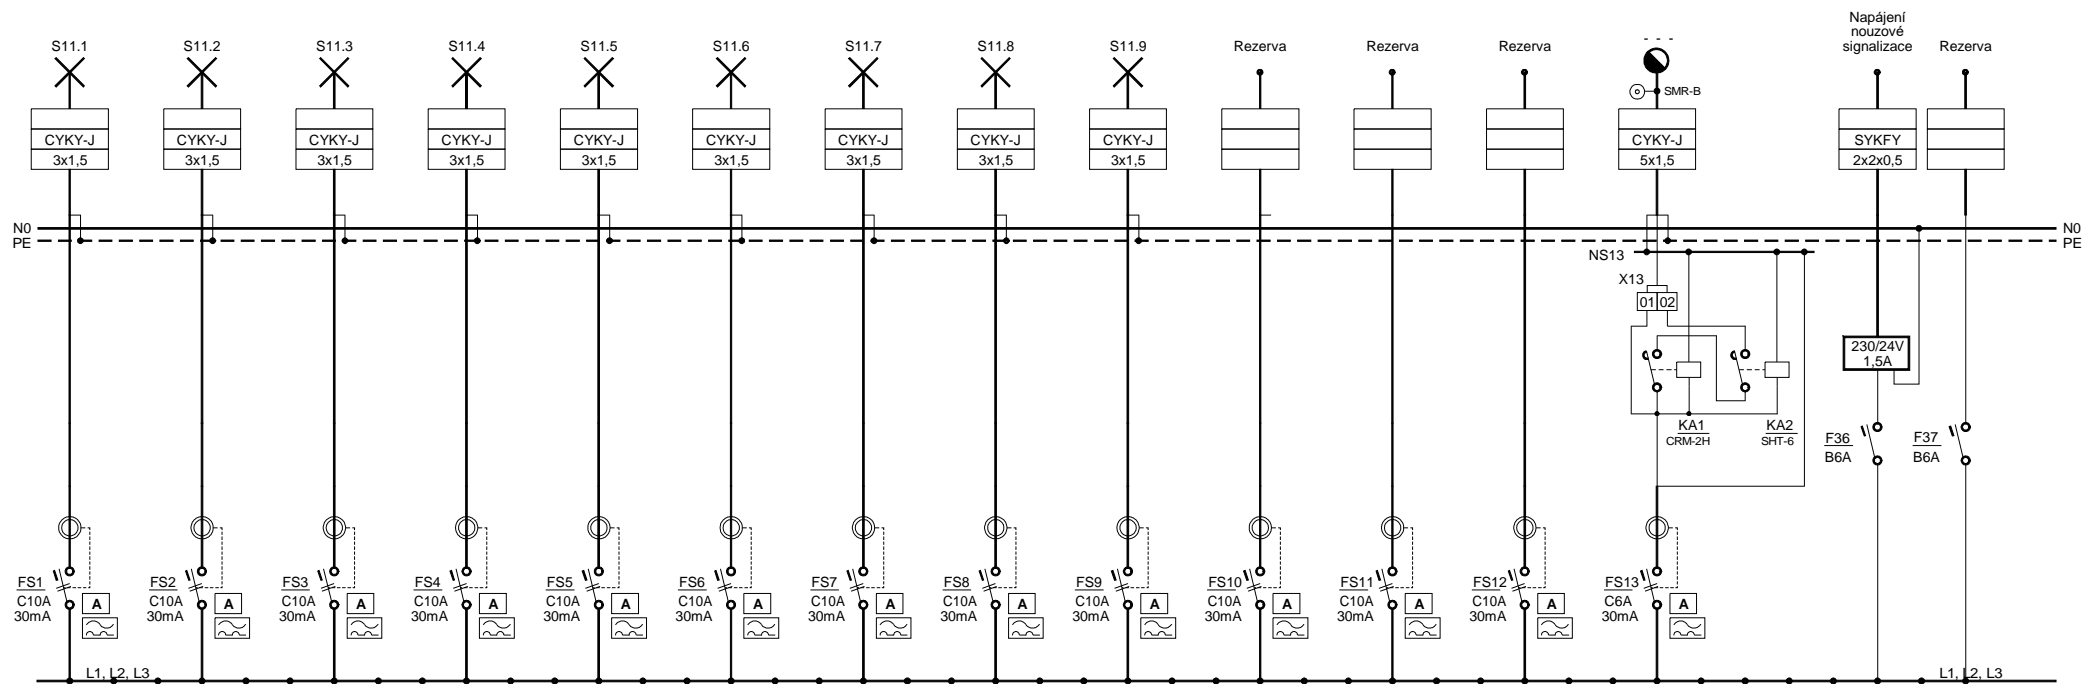 Napájení
nouzové
signalizace
S11.1 S11.2 S11.3 S11.4 S11.5 S11.6 S11.7 S11.8 S11.9 Rezerva Rezerva Rezerva - - - Rezerva
SMR-B
CYKY-J CYKY-J CYKY-J CYKY-J CYKY-J CYKY-J CYKY-J CYKY-J CYKY-J CYKY-J SYKFY
3x1,5 3x1,5 3x1,5 3x1,5 3x1,5 3x1,5 3x1,5 3x1,5 3x1,5 5x1,5 2x2x0,5
N0 N0
PE PE
NS13
X13
01 02
230/24V
1,5A
KA1 KA2
CRM-2H SHT-6
F36 F37
B6A B6A
FS1 FS2 FS3 FS4 FS5 FS6 FS7 FS8 FS9 FS10 FS11 FS12 FS13
C10A C10A C10A C10A C10A C10A C10A C10A C10A C10A C10A C10A C6A
A A A A A A A A A A A A A
30mA 30mA 30mA 30mA 30mA 30mA 30mA 30mA 30mA 30mA 30mA 30mA 30mA
L1, L2, L3 L1, L2, L3